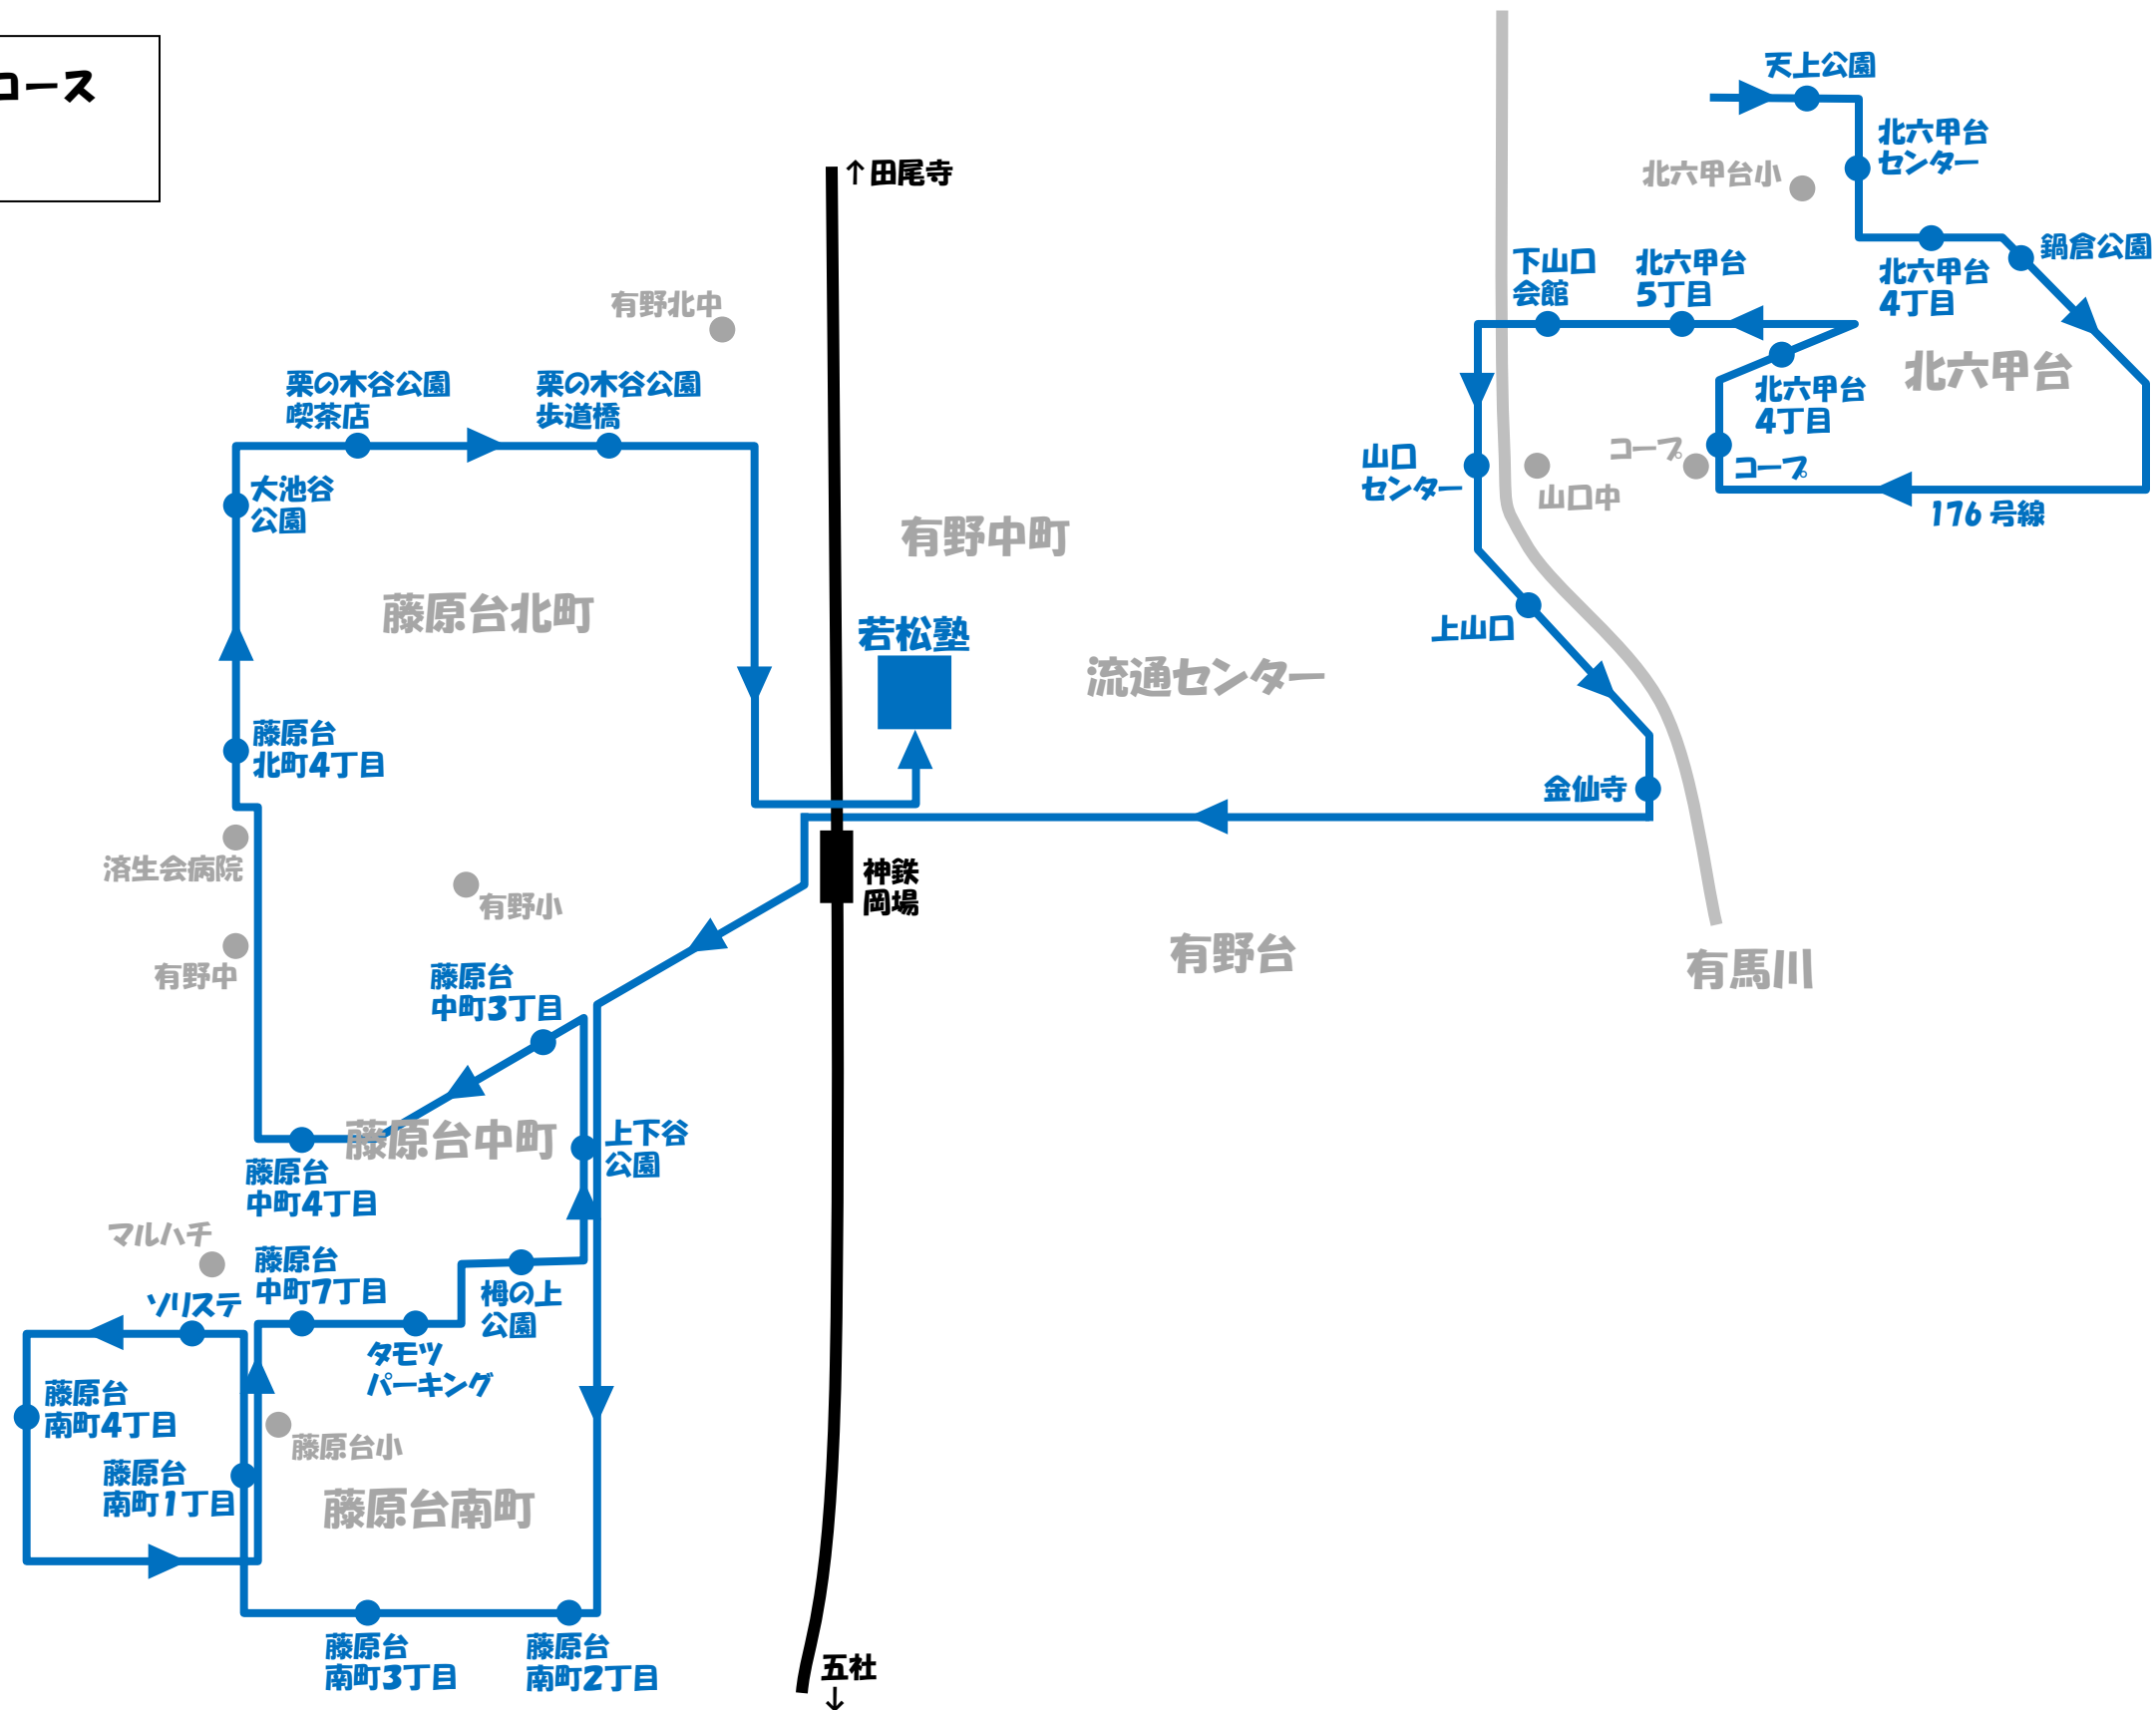 コース
天上公園
北六甲台
センター
北六甲台小
↑田尾寺
鍋倉公園
下山口
会館
北六甲台
5丁目
北六甲台
4丁目
有野北中
北六甲台
栗の木谷公園
喫茶店
栗の木谷公園
歩道橋
北六甲台
4丁目
コープ
コープ
山口
センター
山口中
176 号線
大池谷
公園
有野中町
藤原台北町
若松塾
上山口
流通センター
藤原台
北町4丁目
金仙寺
済生会病院
神鉄
岡場
有野小
有野台
有馬川
有野中
藤原台
中町3丁目
藤原台中町
上下谷
公園
藤原台
中町4丁目
マルハチ
藤原台
中町7丁目
ソリステ
栂の上
公園
タモツ
パーキング
藤原台
南町4丁目
藤原台小
藤原台
南町1丁目
藤原台南町
藤原台
南町3丁目
藤原台
南町2丁目
五社
↓